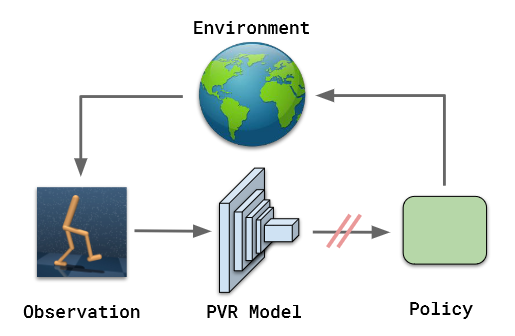 Environment
Observation
PVR Model
Policy